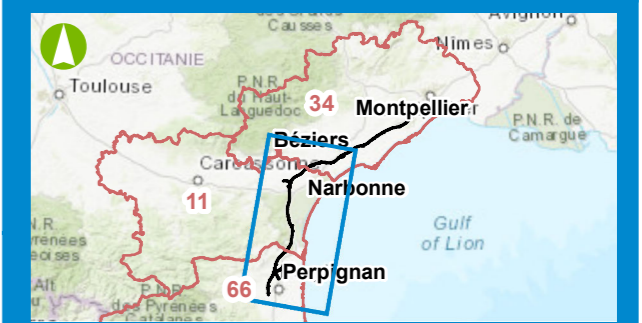 Causses
Avignon
Nîmes
OCCITANIE
Toulouse
P.N.R.
du Haut-
Languedoc
34
Montpellier
P.N.R. de
Camargue
Béziers
Carcassonne
Narbonne
11
Gulf
of Lion
Perpignan
66
P.N.R.
des Pyrénées
Catalanes